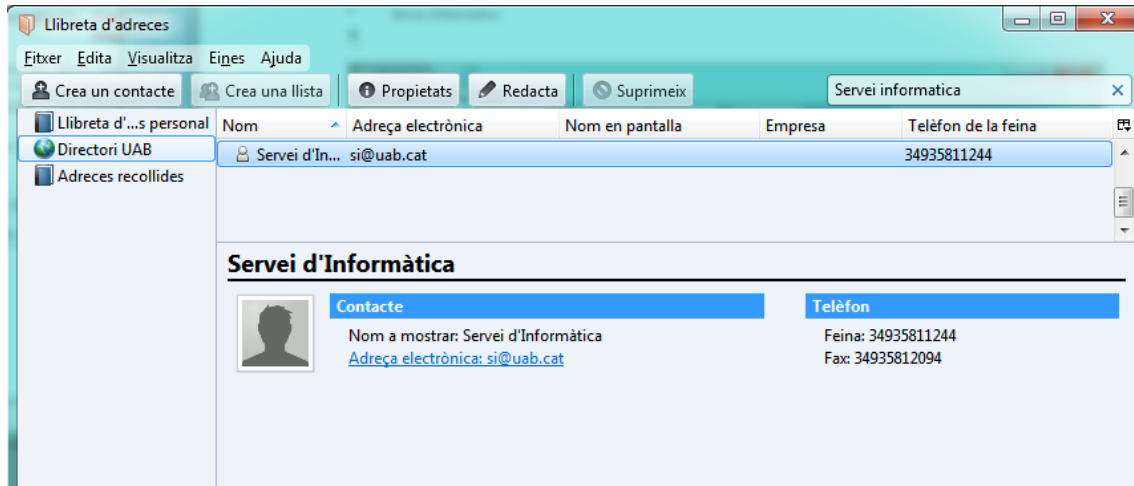 Llibreta d'adreces
Fitxer Edita Visualitza Eines Ajuda
Crea un contacte Crea una llista Propietats Redacta Suprimeix Servei informatica
Llibreta d'...s personal Nom Adreça electrònica Nom en pantalla Empresa Telèfon de la feina
Directori UAB Servei d'In... si@uab.cat 34935811244
Adreces recollides
Servei d'Informàtica
Contacte Telèfon
Nom a mostrar: Servei d'Informàtica Feina: 34935811244
Adreça electrònica: si@uab.cat Fax: 34935812094